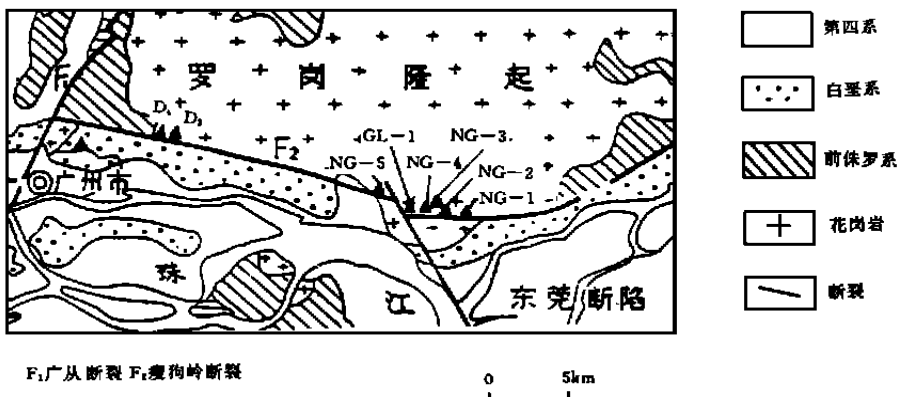 第四系
F₁
罗岗隆起
白垩系
D₁
D₃
F₂
GL-1
NG-3.
NG-5
NG-4
NG-2
NG-1
前侏罗系
广州市
花岗岩
珠
江
东莞断陷
断裂
F₁广从断裂 F₂瘦狗岭断裂
0
5km